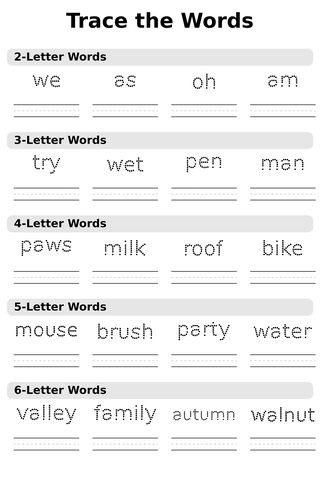 Trace the Words
2-Letter Words
we as oh am
3-Letter Words
try wet pen man
4-Letter Words
paws milk roof bike
5-Letter Words
mouse brush party water
6-Letter Words
valley family autumn walnut